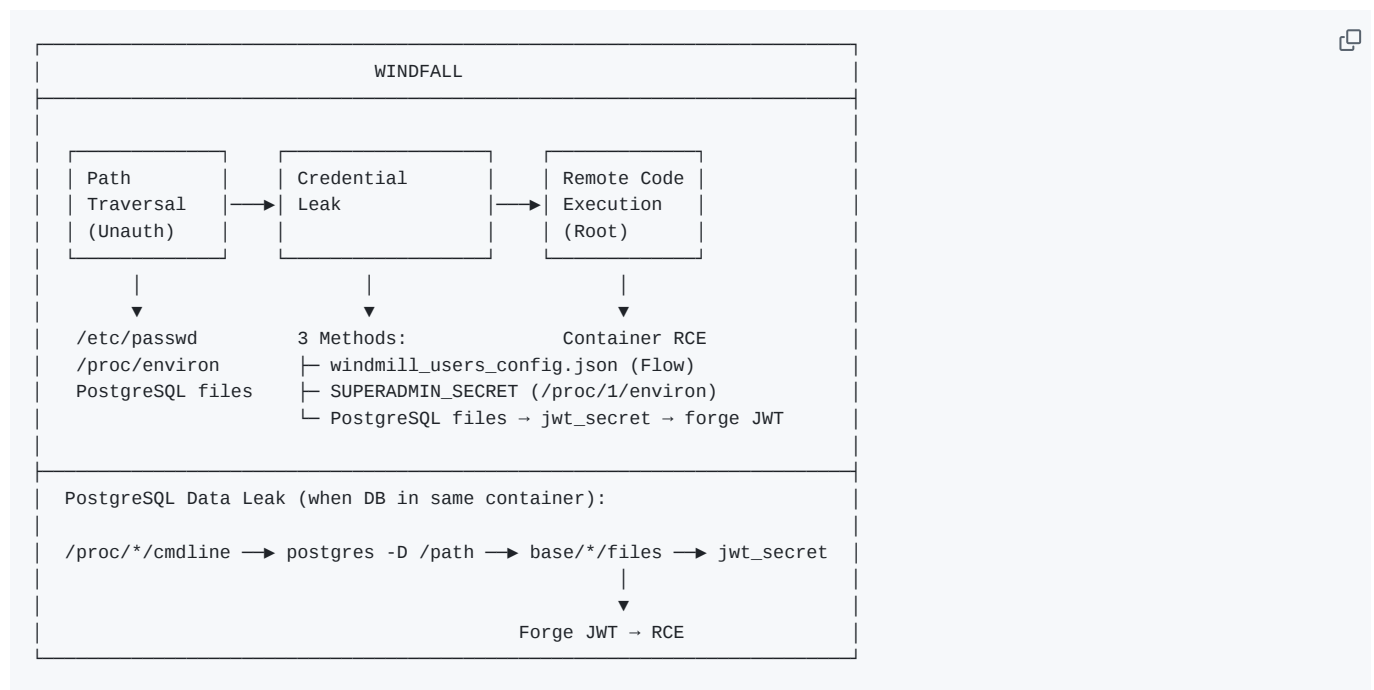 WINDFALL
Path Credential Remote Code
Traversal Leak Execution
(Unauth) (Root)
/etc/passwd 3 Methods: Container RCE
/proc/environ ├─ windmill_users_config.json (Flow)
PostgreSQL files ├─ SUPERADMIN_SECRET (/proc/1/environ)
└─ PostgreSQL files → jwt_secret → forge JWT
PostgreSQL Data Leak (when DB in same container):
/proc/*/cmdline ──► postgres -D /path ──► base/*/files ──► jwt_secret
Forge JWT → RCE